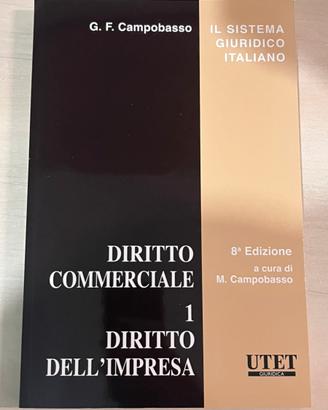 G. F. Campobasso
IL SISTEMA
GIURIDICO
ITALIANO
DIRITTO
COMMERCIALE
1
DIRITTO
DELL'IMPRESA
8ª Edizione
a cura di
M. Campobasso
UTET
GIURIDICA